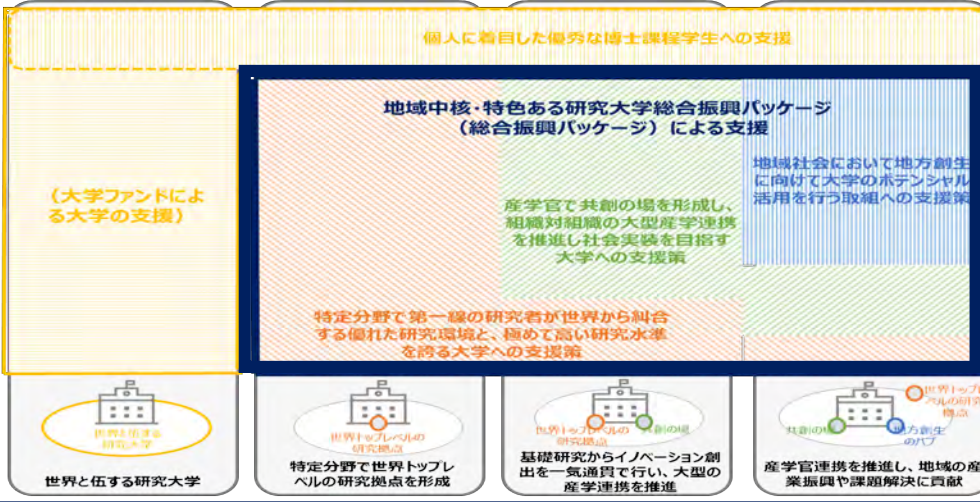 個人に着目した優秀な博士課程学生への支援
地域中核・特色ある研究大学総合振興パッケージ
（総合振興パッケージ）による支援
（大学ファンドによ
る大学の支援）
地域社会において地方創生
に向けて大学のポテンシャル
活用を行う取組への支援策
産学官で共創の場を形成し、
組織対組織の大型産学連携
を推進し社会実装を目指す
大学への支援策
特定分野で第一線の研究者が世界から糾合
する優れた研究環境と、極めて高い研究水準
を誇る大学への支援策
世界と伍する
研究大学
世界と伍する研究大学
世界トップレベルの
研究拠点
特定分野で世界トップレ
ベルの研究拠点を形成
世界トップレベルの
研究拠点
共創の場
基礎研究からイノベーション創
出を一気通貫で行い、大型の
産学連携を推進
世界トップレ
ベルの研究
拠点
共創の場
地方創生
のハブ
産学官連携を推進し、地域の産
業振興や課題解決に貢献